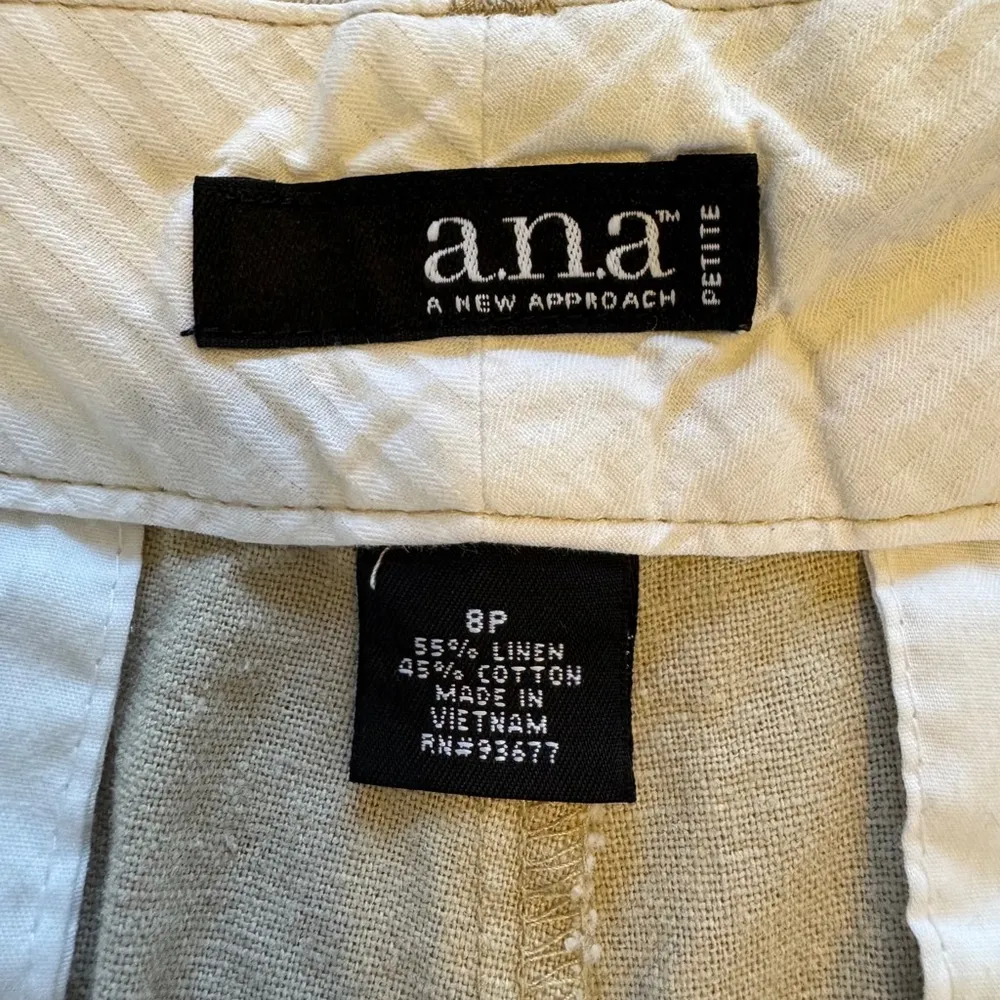 a.n.a™
A NEW APPROACH
PETITE
8P
55% LINEN
45% COTTON
MADE IN
VIETNAM
RN#93677